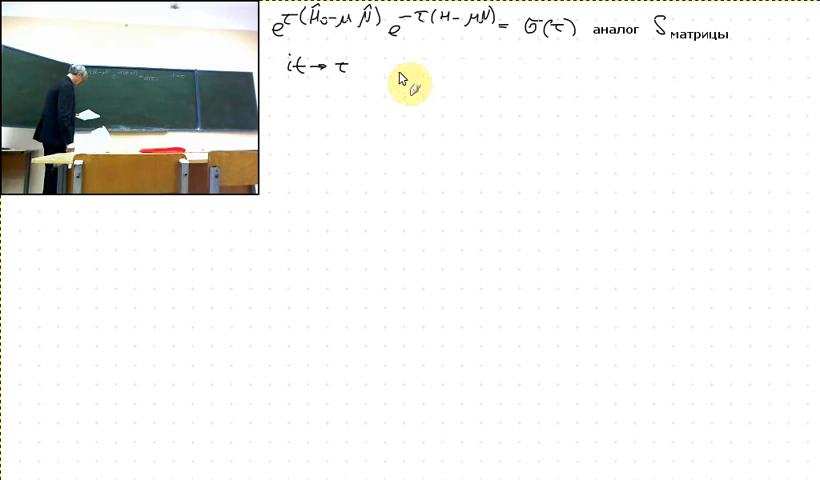 e^{τ(Ĥ₀-μN̂)} e^{-τ(H-μN)} = σ(τ) аналог S матрицы
it → τ